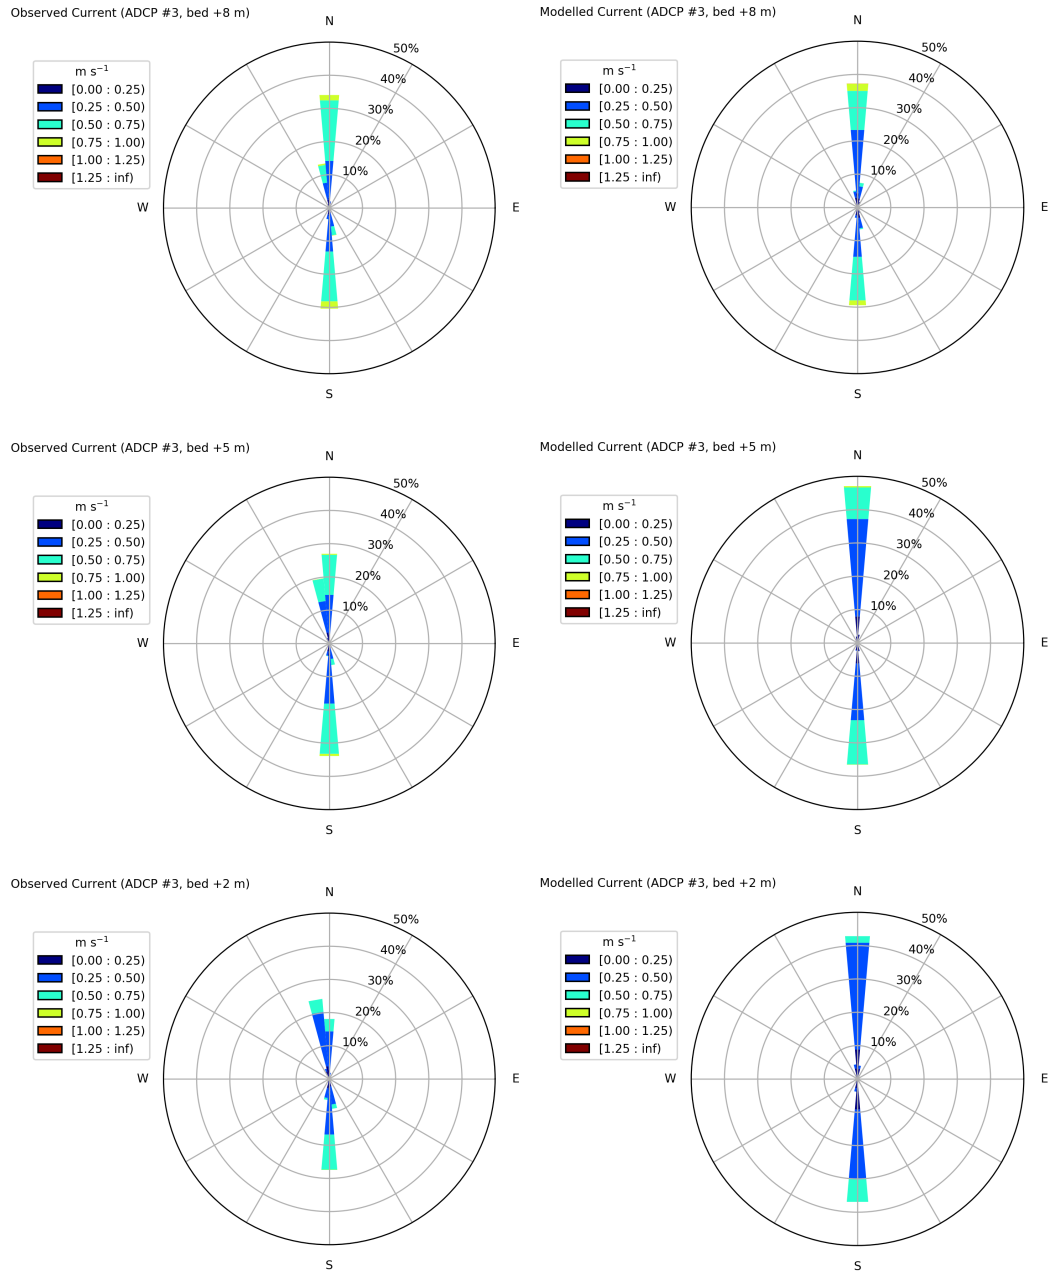 Observed Current (ADCP #3, bed +8 m)
N
50%
40%
30%
20%
10%
W
E
S
m s⁻¹
[0.00 : 0.25)
[0.25 : 0.50)
[0.50 : 0.75)
[0.75 : 1.00)
[1.00 : 1.25)
[1.25 : inf)
Modelled Current (ADCP #3, bed +8 m)
N
50%
40%
30%
20%
10%
W
E
S
m s⁻¹
[0.00 : 0.25)
[0.25 : 0.50)
[0.50 : 0.75)
[0.75 : 1.00)
[1.00 : 1.25)
[1.25 : inf)
Observed Current (ADCP #3, bed +5 m)
N
50%
40%
30%
20%
10%
W
E
S
m s⁻¹
[0.00 : 0.25)
[0.25 : 0.50)
[0.50 : 0.75)
[0.75 : 1.00)
[1.00 : 1.25)
[1.25 : inf)
Modelled Current (ADCP #3, bed +5 m)
N
50%
40%
30%
20%
10%
W
E
S
m s⁻¹
[0.00 : 0.25)
[0.25 : 0.50)
[0.50 : 0.75)
[0.75 : 1.00)
[1.00 : 1.25)
[1.25 : inf)
Observed Current (ADCP #3, bed +2 m)
N
50%
40%
30%
20%
10%
W
E
S
m s⁻¹
[0.00 : 0.25)
[0.25 : 0.50)
[0.50 : 0.75)
[0.75 : 1.00)
[1.00 : 1.25)
[1.25 : inf)
Modelled Current (ADCP #3, bed +2 m)
N
50%
40%
30%
20%
10%
W
E
S
m s⁻¹
[0.00 : 0.25)
[0.25 : 0.50)
[0.50 : 0.75)
[0.75 : 1.00)
[1.00 : 1.25)
[1.25 : inf)